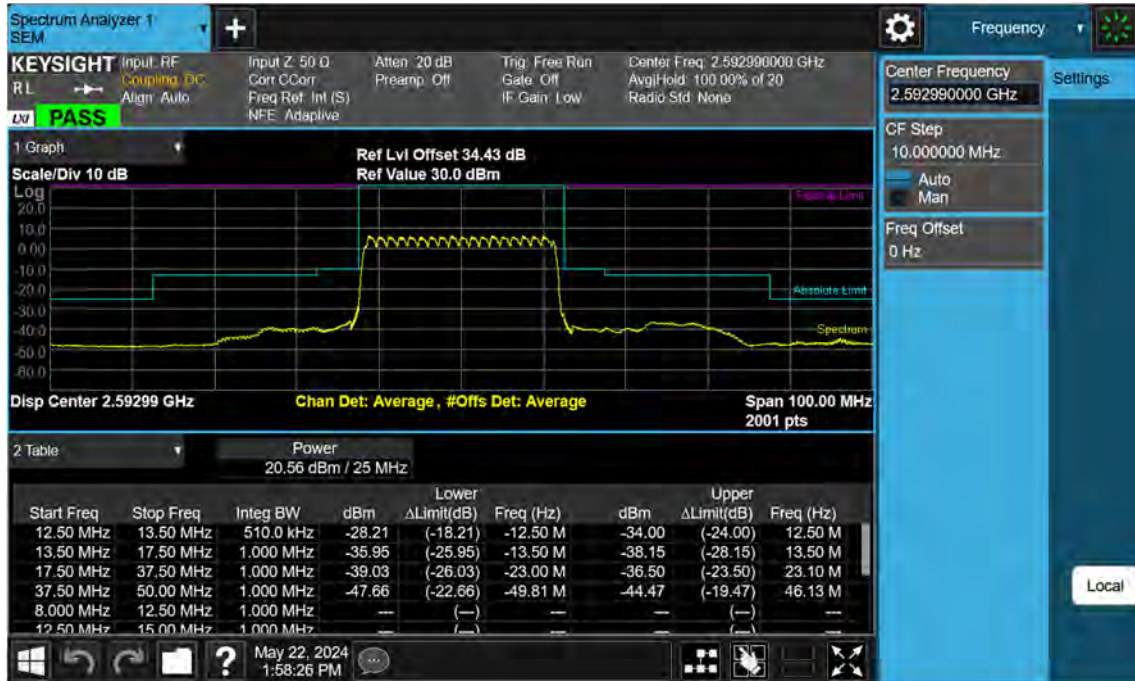 Spectrum Analyzer 1
SEM
Frequency
KEYSIGHT
RL
LXI PASS
Input: RF
Coupling: DC
Align: Auto
Input Z: 50 Ω
Corr CCorr
Freq Ref: Int (S)
NFE: Adaptive
Atten: 20 dB
Preamp: Off
Trig: Free Run
Gate: Off
IF Gain: Low
Center Freq: 2.592990000 GHz
Avg|Hold: 100.00% of 20
Radio Std: None
Center Frequency
2.592990000 GHz
Settings
CF Step
10.000000 MHz
Auto
Man
Freq Offset
0 Hz
1 Graph
Scale/Div 10 dB
Ref Lvl Offset 34.43 dB
Ref Value 30.0 dBm
Log
20.0
10.0
0.00
-10.0
-20.0
-30.0
-40.0
-50.0
-60.0
Absolute Limit
Spectrum
Disp Center 2.59299 GHz
Chan Det: Average, #Offs Det: Average
Span 100.00 MHz
2001 pts
2 Table
Power
20.56 dBm / 25 MHz
Lower Upper
Start Freq Stop Freq Integ BW dBm ΔLimit(dB) Freq (Hz) dBm ΔLimit(dB) Freq (Hz)
12.50 MHz 13.50 MHz 510.0 kHz -28.21 (-18.21) -12.50 M -34.00 (-24.00) 12.50 M
13.50 MHz 17.50 MHz 1.000 MHz -35.95 (-25.95) -13.50 M -38.15 (-28.15) 13.50 M
17.50 MHz 37.50 MHz 1.000 MHz -39.03 (-26.03) -23.00 M -36.50 (-23.50) 23.10 M
37.50 MHz 50.00 MHz 1.000 MHz -47.66 (-22.66) -49.81 M -44.47 (-19.47) 46.13 M
8.000 MHz 12.50 MHz 1.000 MHz --- (---) --- --- (---) ---
12.50 MHz 15.00 MHz 1.000 MHz --- (---) --- --- (---) ---
Local
?
May 22, 2024
1:58:26 PM